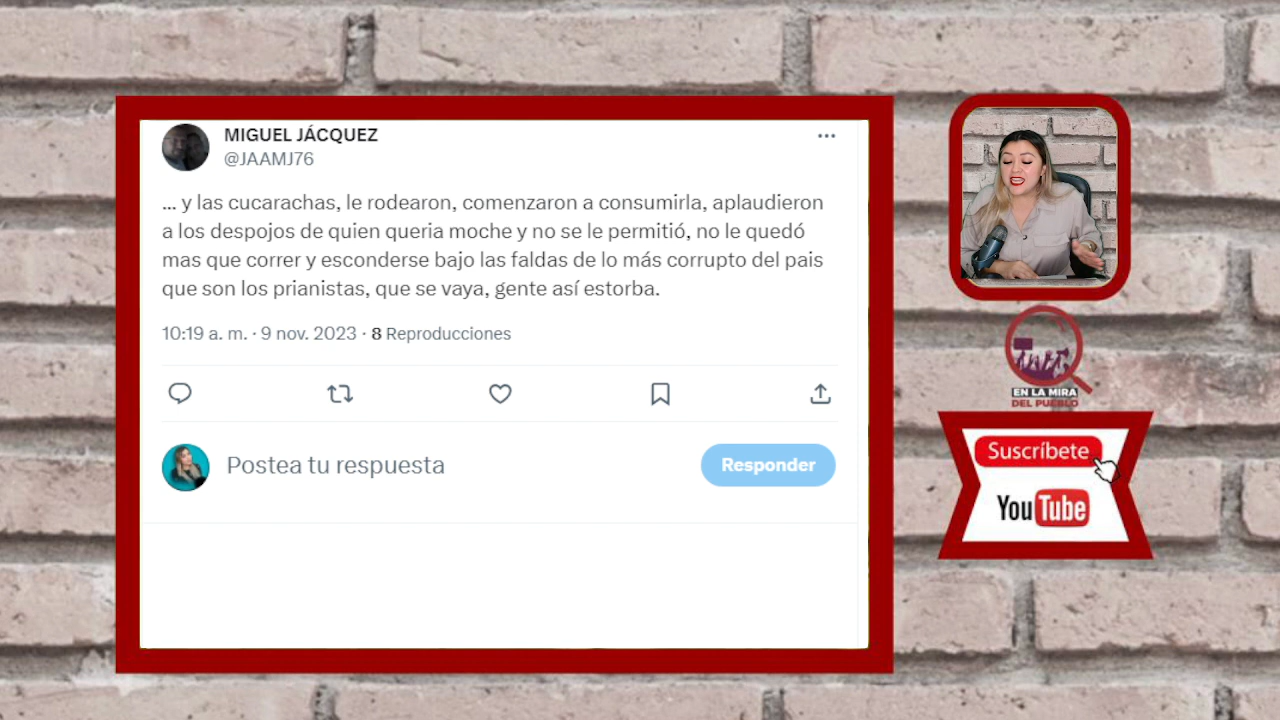 MIGUEL JÁCQUEZ
@JAAMJ76
... y las cucarachas, le rodearon, comenzaron a consumirla, aplaudieron
a los despojos de quien queria moche y no se le permitió, no le quedó
mas que correr y esconderse bajo las faldas de lo más corrupto del pais
que son los prianistas, que se vaya, gente así estorba.
10:19 a. m. · 9 nov. 2023 · 8 Reproducciones
Postea tu respuesta
Responder
EN LA MIRA
DEL PUEBLO
Suscríbete
YouTube